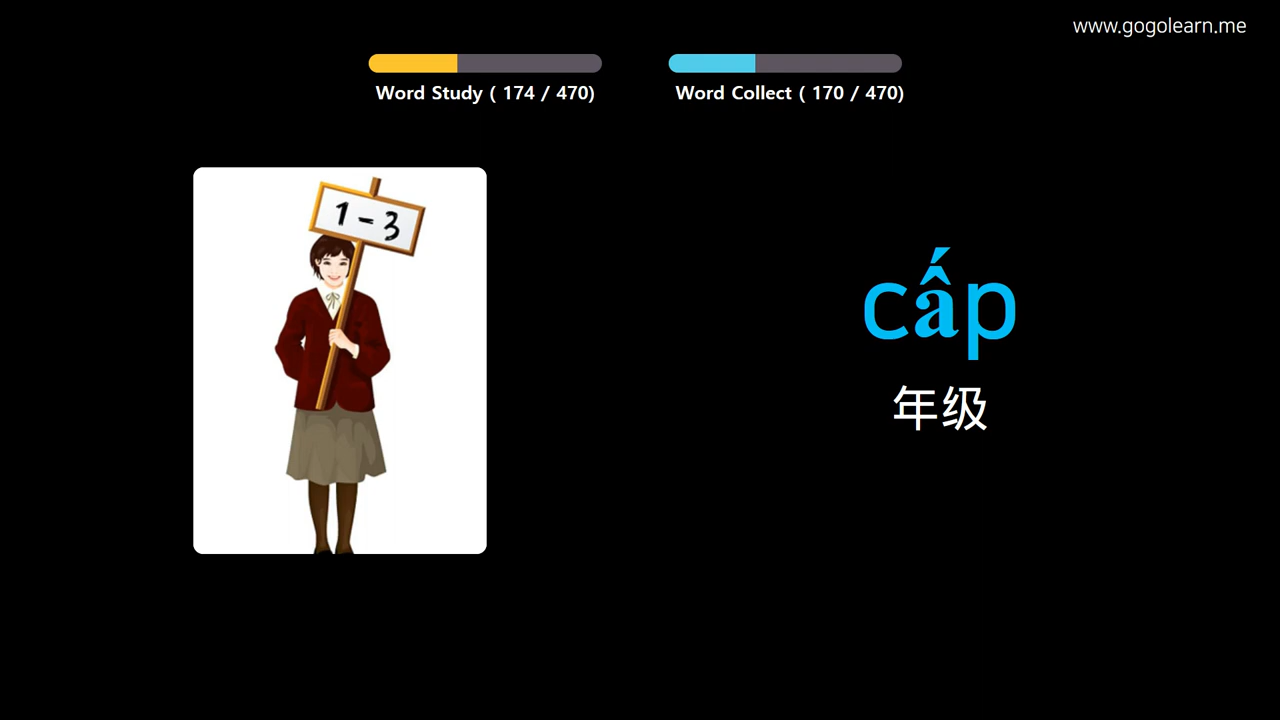 www.gogolearn.me
Word Study ( 174 / 470)
Word Collect ( 170 / 470)
1 - 3
cấp
年级